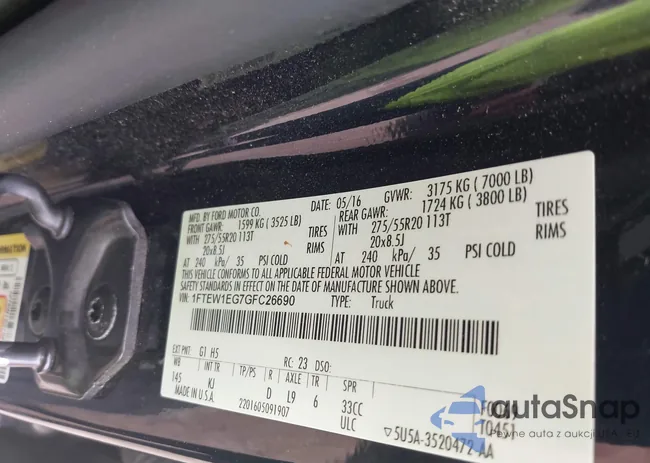 MFD. BY FORD MOTOR CO.
DATE: 05/16
GVWR: 3175 KG ( 7000 LB)
FRONT GAWR: 1599 KG ( 3525 LB)
REAR GAWR: 1724 KG ( 3800 LB)
WITH 275/55R20 113T TIRES
WITH 275/55R20 113T TIRES
20x8.5J RIMS
20x8.5J RIMS
AT 240 kPa/ 35 PSI COLD
AT 240 kPa/ 35 PSI COLD
THIS VEHICLE CONFORMS TO ALL APPLICABLE FEDERAL MOTOR VEHICLE
SAFETY STANDARDS IN EFFECT ON THE DATE OF MANUFACTURE SHOWN ABOVE.
VIN: 1FTEW1EG7GFC26690
TYPE: Truck
EXT PNT: G1 H5 RC: 23 DSO:
WB INT TR TP/PS R AXLE TR SPR
145 KJ D L9 6 33CC
MADE IN U.S.A. ULC
2201605091907
10451
▽5U5A-3520472-AA
autaSnap
Pewne auta z aukcji USA